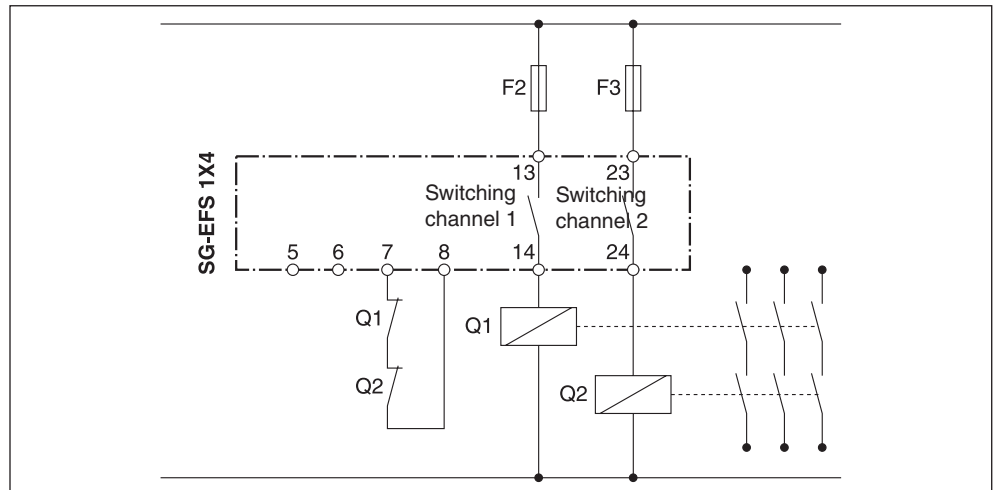 F2
F3
SG-EFS 1X4
13
23
Switching
channel 1
Switching
channel 2
5
6
7
8
14
24
Q1
Q1
Q2
Q2